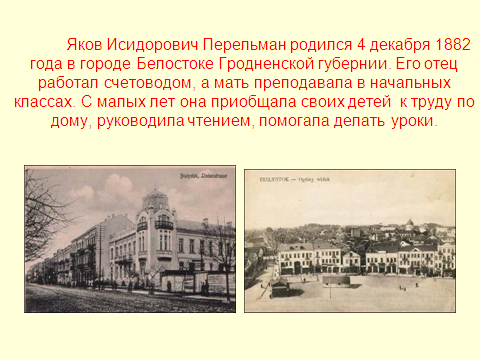 Яков Исидорович Перельман родился 4 декабря 1882
года в городе Белостоке Гродненской губернии. Его отец
работал счетоводом, а мать преподавала в начальных
классах. С малых лет она приобщала своих детей к труду по
дому, руководила чтением, помогала делать уроки.
BIAŁYSTOK — Ogólny widok